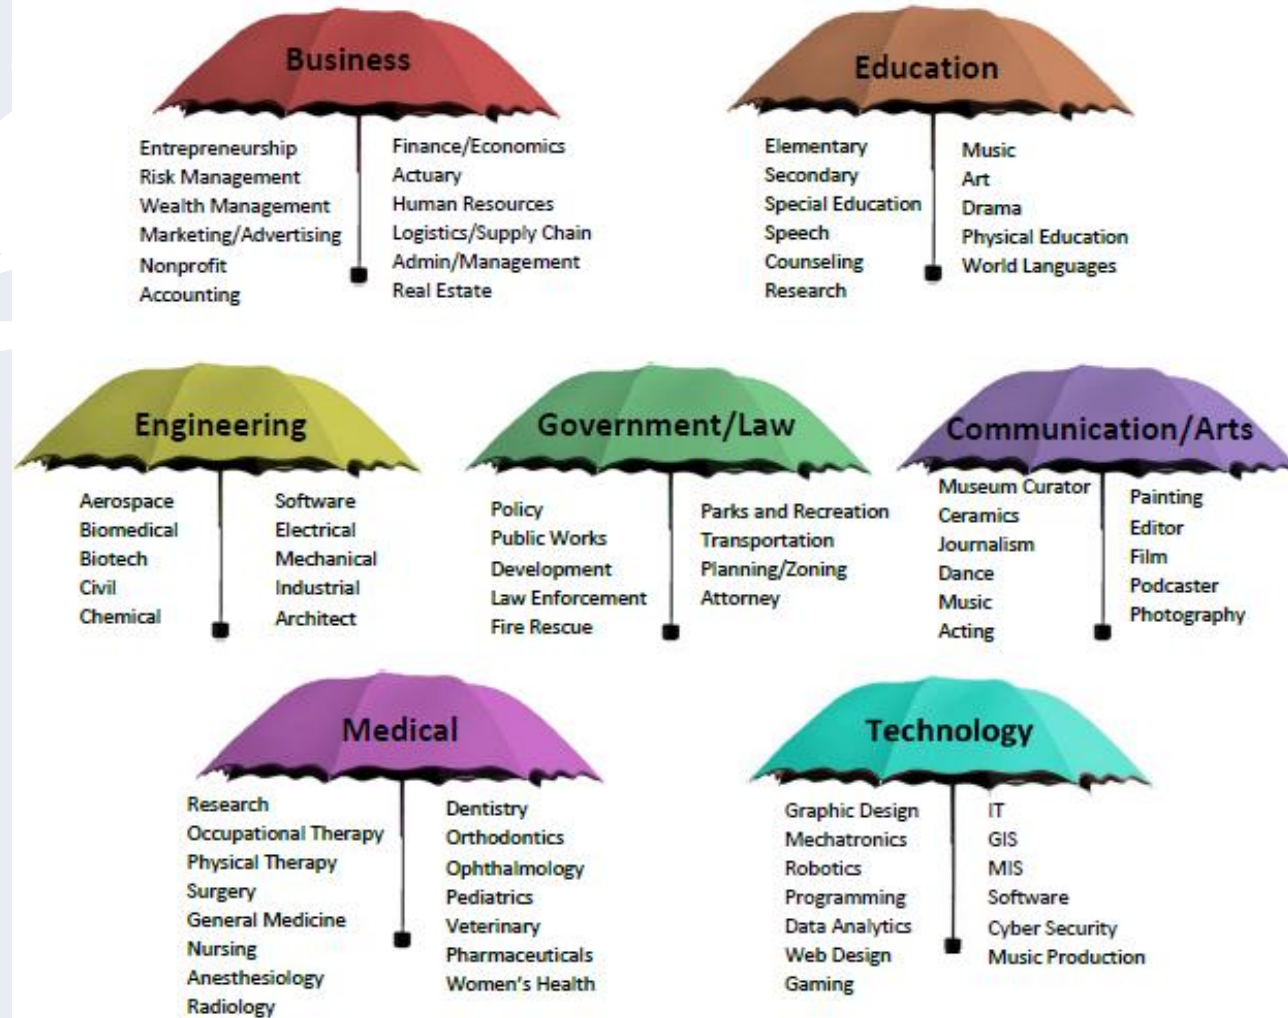 Business
Entrepreneurship
Risk Management
Wealth Management
Marketing/Advertising
Nonprofit
Accounting
Finance/Economics
Actuary
Human Resources
Logistics/Supply Chain
Admin/Management
Real Estate
Education
Elementary
Secondary
Special Education
Speech
Counseling
Research
Music
Art
Drama
Physical Education
World Languages
Engineering
Aerospace
Biomedical
Biotech
Civil
Chemical
Software
Electrical
Mechanical
Industrial
Architect
Government/Law
Policy
Public Works
Development
Law Enforcement
Fire Rescue
Parks and Recreation
Transportation
Planning/Zoning
Attorney
Communication/Arts
Museum Curator
Ceramics
Journalism
Dance
Music
Acting
Painting
Editor
Film
Podcaster
Photography
Medical
Research
Occupational Therapy
Physical Therapy
Surgery
General Medicine
Nursing
Anesthesiology
Radiology
Dentistry
Orthodontics
Ophthalmology
Pediatrics
Veterinary
Pharmaceuticals
Women's Health
Technology
Graphic Design
Mechatronics
Robotics
Programming
Data Analytics
Web Design
Gaming
IT
GIS
MIS
Software
Cyber Security
Music Production